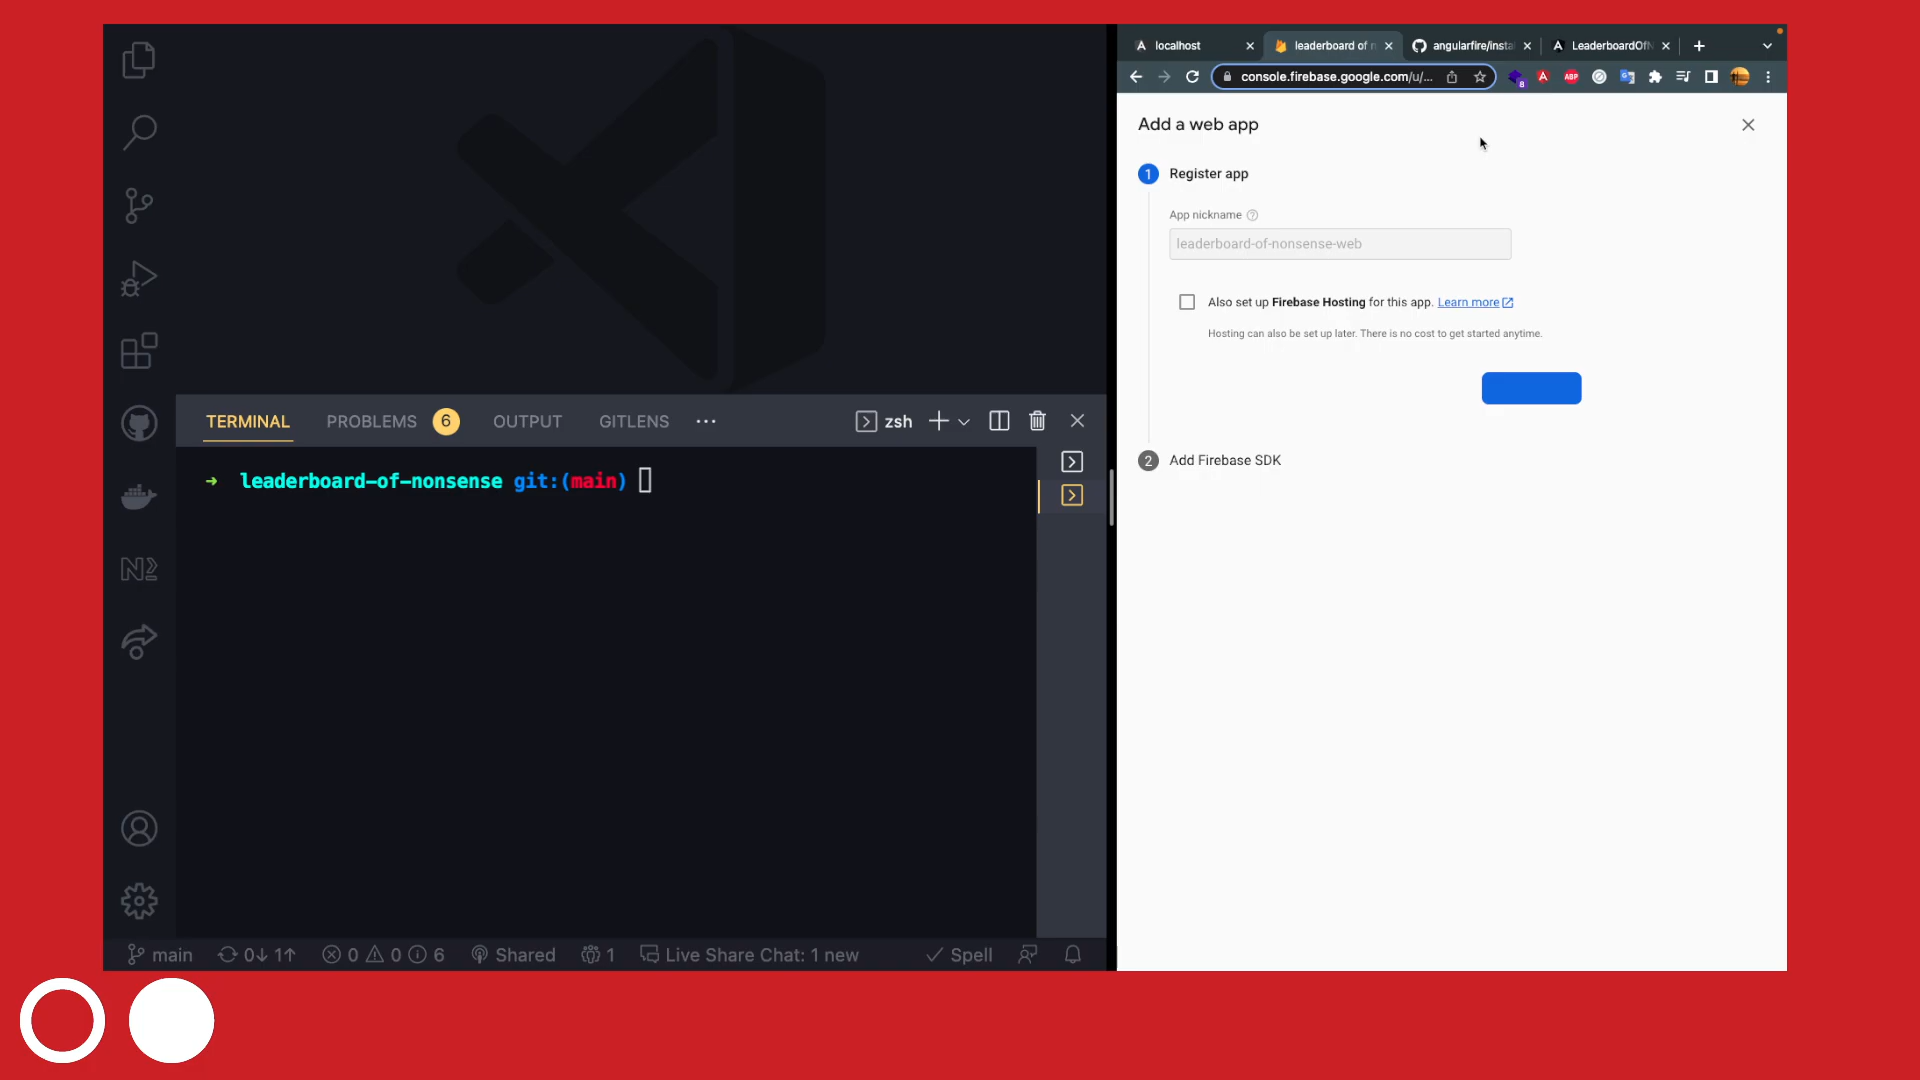 localhost
leaderboard of n
angularfire/insta
LeaderboardOfN
console.firebase.google.com/u/...
8
ABP
Add a web app
1 Register app
App nickname
leaderboard-of-nonsense-web
Also set up Firebase Hosting for this app. Learn more
Hosting can also be set up later. There is no cost to get started anytime.
2 Add Firebase SDK
TERMINAL PROBLEMS 6 OUTPUT GITLENS ... zsh
→ leaderboard-of-nonsense git:(main)
main 0↓ 1↑ 0 0 6 Shared 1 Live Share Chat: 1 new Spell